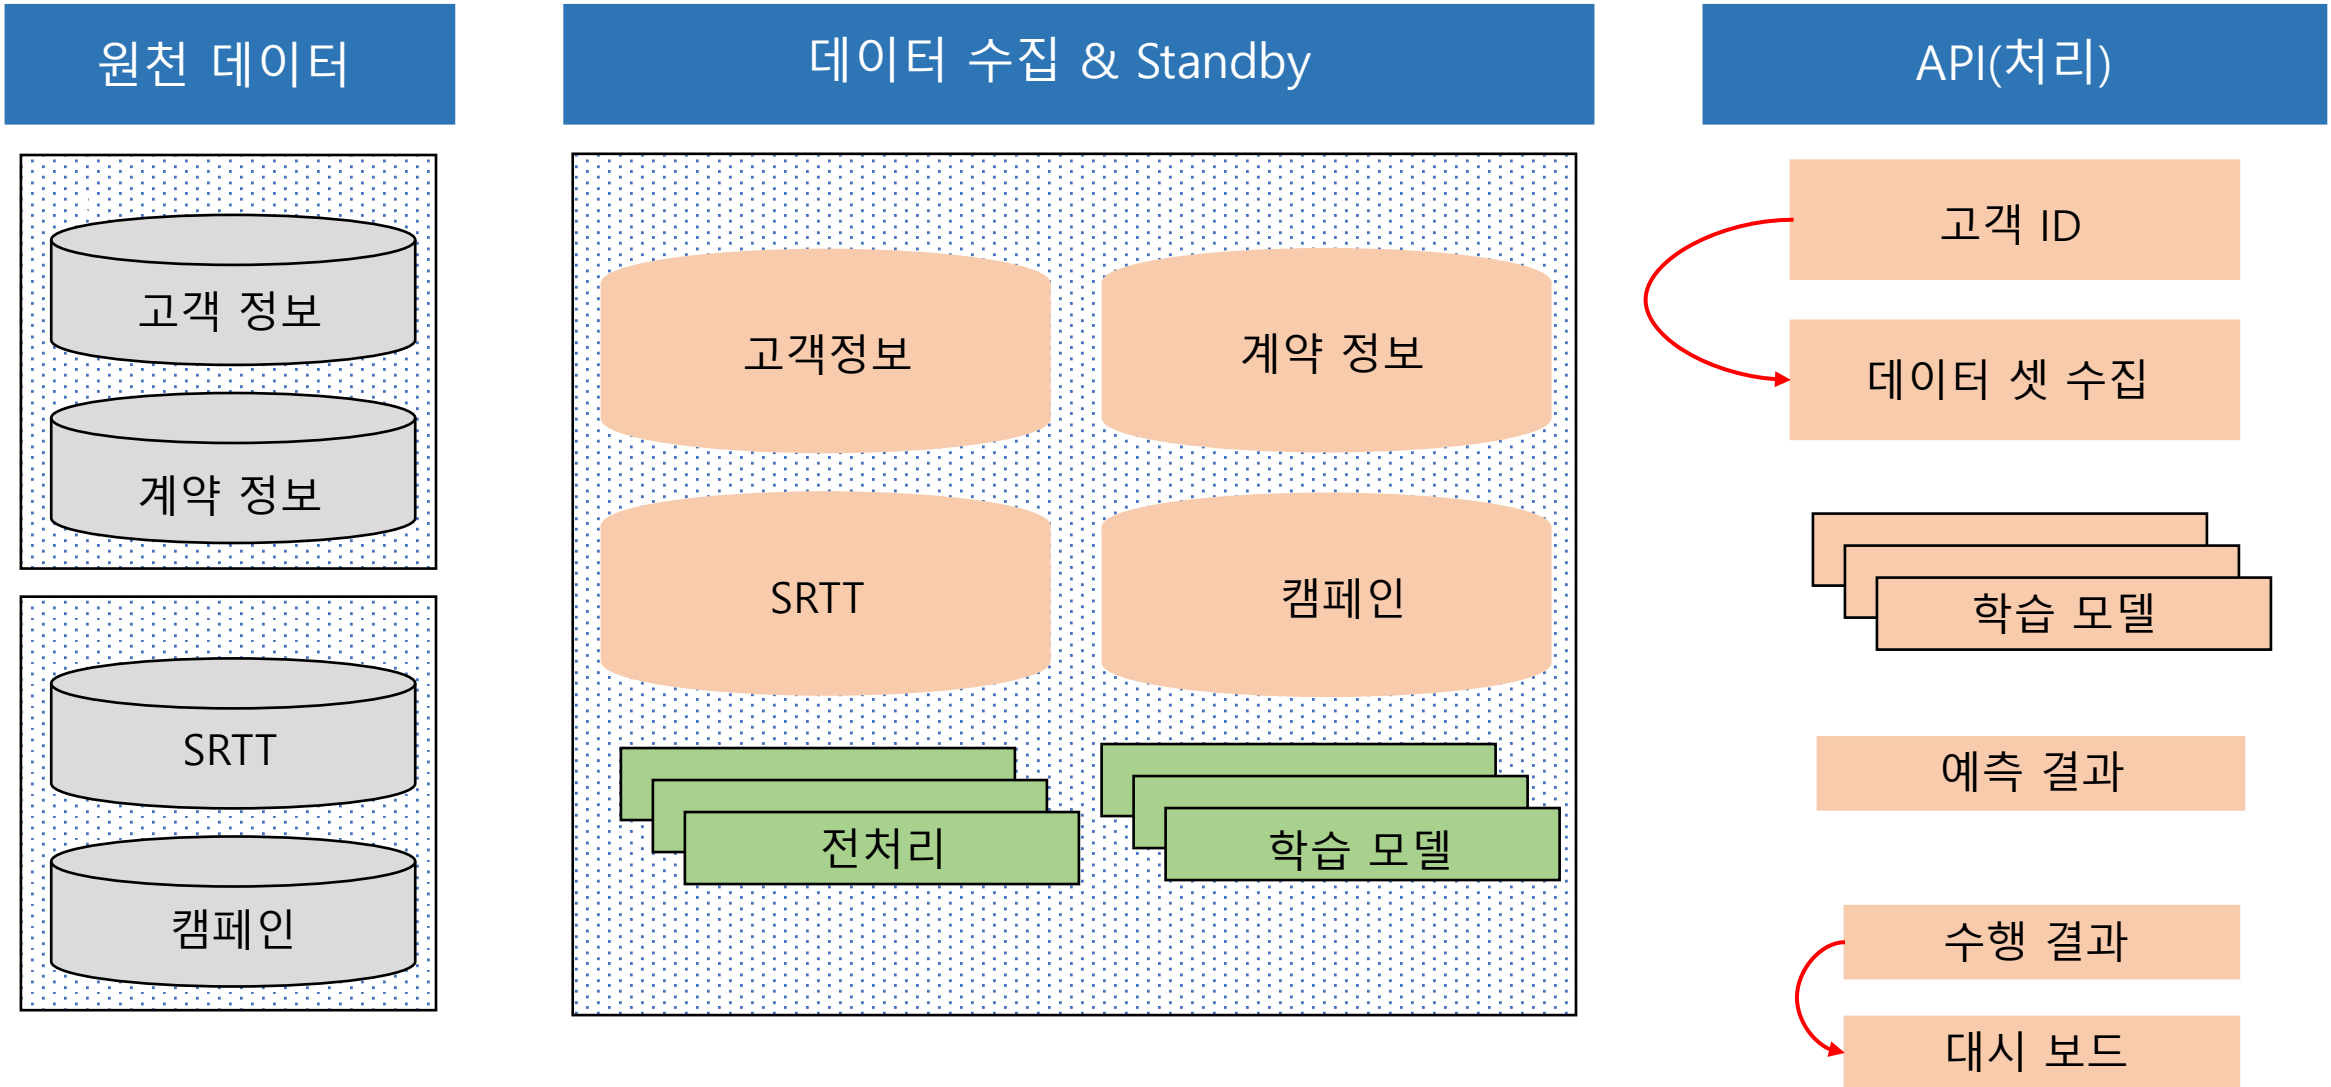 원천 데이터
데이터 수집 & Standby
API(처리)
고객 정보
계약 정보
SRTT
캠페인
고객정보
계약 정보
SRTT
캠페인
전처리
학습 모델
고객 ID
데이터 셋 수집
학습 모델
예측 결과
수행 결과
대시 보드